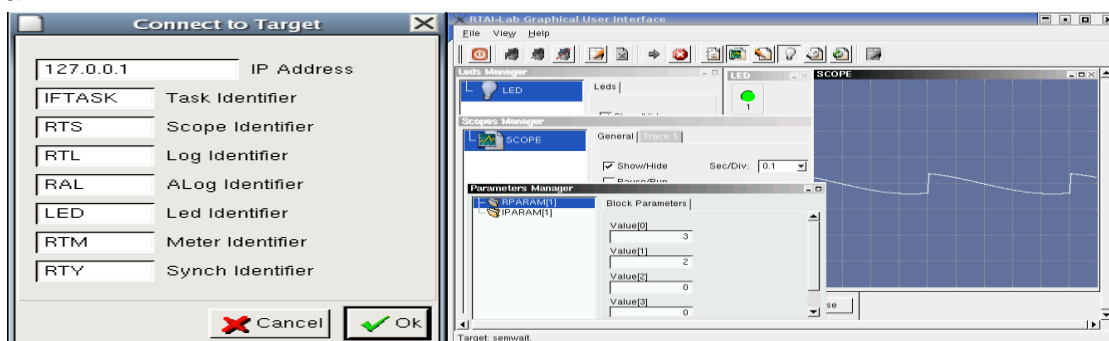 Connect to Target
127.0.0.1 IP Address
IFTASK Task Identifier
RTS Scope Identifier
RTL Log Identifier
RAL ALog Identifier
LED Led Identifier
RTM Meter Identifier
RTY Synch Identifier
Cancel Ok
RTAI-Lab Graphical User Interface
File View Help
Leds Manager
LED
Leds
LED
1
SCOPE
Scopes Manager
SCOPE
General Trace 1
Show/Hide Sec/Div: 0.1
Parameters Manager
RPARAM[1]
IPARAM[1]
Block Parameters
Value[0]
3
Value[1]
2
Value[2]
0
Value[3]
0
se
Target: semwait.